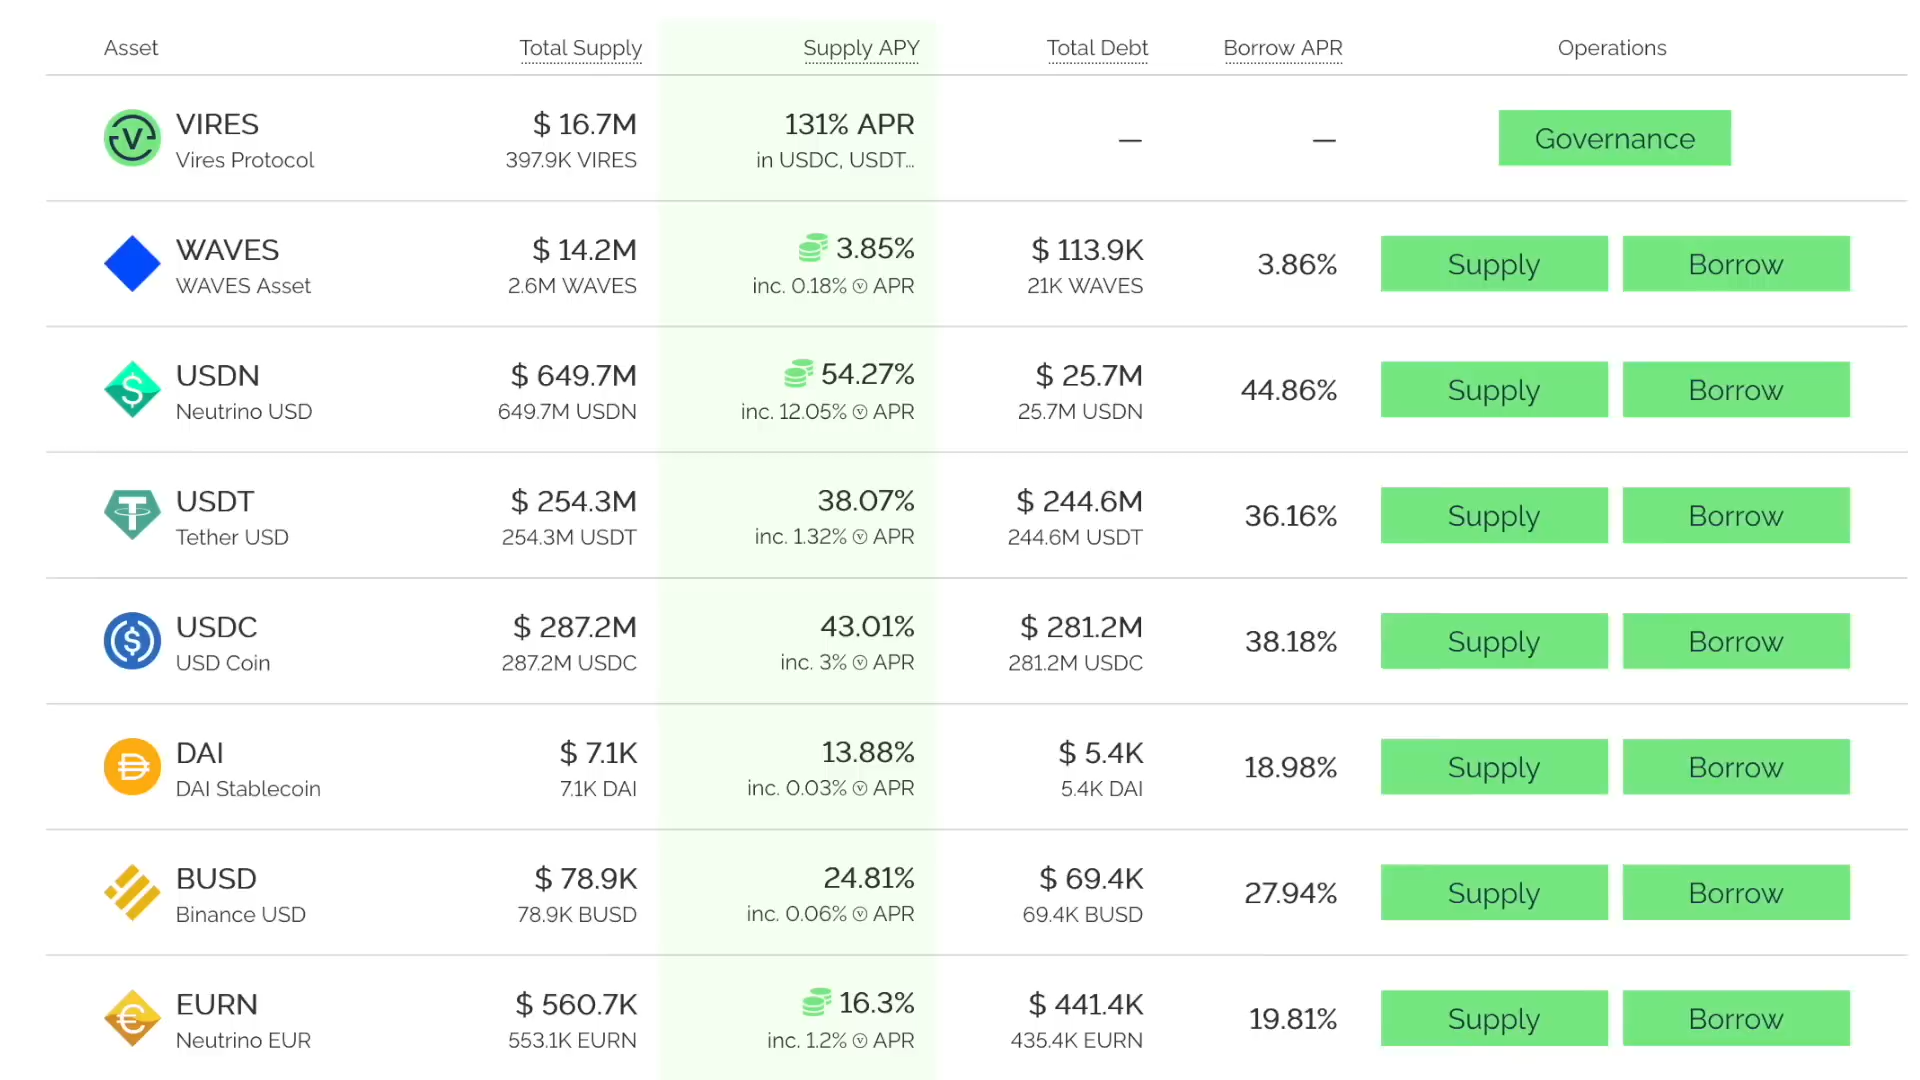 Asset Total Supply Supply APY Total Debt Borrow APR Operations
VIRES $ 16.7M 131% APR — — Governance
Vires Protocol 397.9K VIRES in USDC, USDT...
WAVES $ 14.2M 3.85% $ 113.9K 3.86% Supply Borrow
WAVES Asset 2.6M WAVES inc. 0.18% APR 21K WAVES
USDN $ 649.7M 54.27% $ 25.7M 44.86% Supply Borrow
Neutrino USD 649.7M USDN inc. 12.05% APR 25.7M USDN
USDT $ 254.3M 38.07% $ 244.6M 36.16% Supply Borrow
Tether USD 254.3M USDT inc. 1.32% APR 244.6M USDT
USDC $ 287.2M 43.01% $ 281.2M 38.18% Supply Borrow
USD Coin 287.2M USDC inc. 3% APR 281.2M USDC
DAI $ 7.1K 13.88% $ 5.4K 18.98% Supply Borrow
DAI Stablecoin 7.1K DAI inc. 0.03% APR 5.4K DAI
BUSD $ 78.9K 24.81% $ 69.4K 27.94% Supply Borrow
Binance USD 78.9K BUSD inc. 0.06% APR 69.4K BUSD
EURN $ 560.7K 16.3% $ 441.4K 19.81% Supply Borrow
Neutrino EUR 553.1K EURN inc. 1.2% APR 435.4K EURN